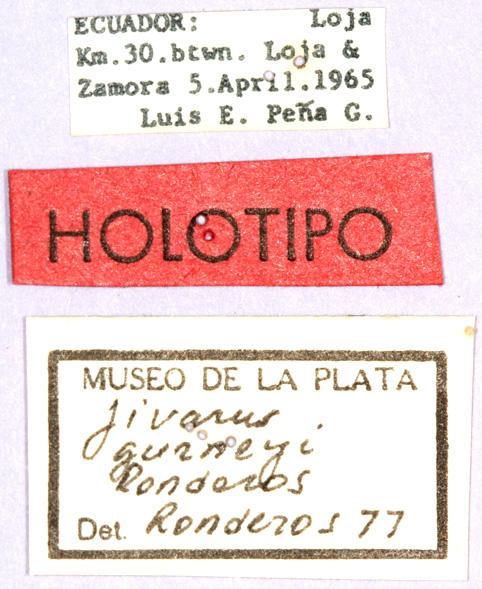 ECUADOR: Loja
Km.30.btwn. Loja &
Zamora 5.April.1965
Luis E. Peña G.
HOLOTIPO
MUSEO DE LA PLATA
Jivarus
gurneyi
Ronderos
Det. Ronderos 77